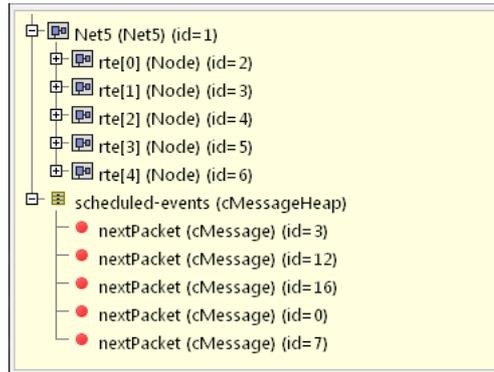 Net5 (Net5) (id=1)
rte[0] (Node) (id=2)
rte[1] (Node) (id=3)
rte[2] (Node) (id=4)
rte[3] (Node) (id=5)
rte[4] (Node) (id=6)
scheduled-events (cMessageHeap)
nextPacket (cMessage) (id=3)
nextPacket (cMessage) (id=12)
nextPacket (cMessage) (id=16)
nextPacket (cMessage) (id=0)
nextPacket (cMessage) (id=7)